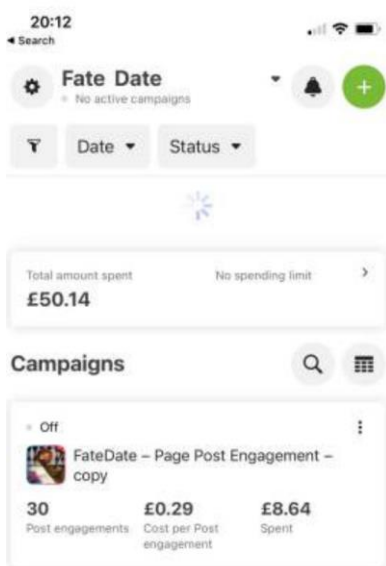 20:12
Search
Fate Date
No active campaigns
Date
Status
Total amount spent
No spending limit
£50.14
Campaigns
Off
FateDate – Page Post Engagement –
copy
30
£0.29
£8.64
Post engagements
Cost per Post
engagement
Spent